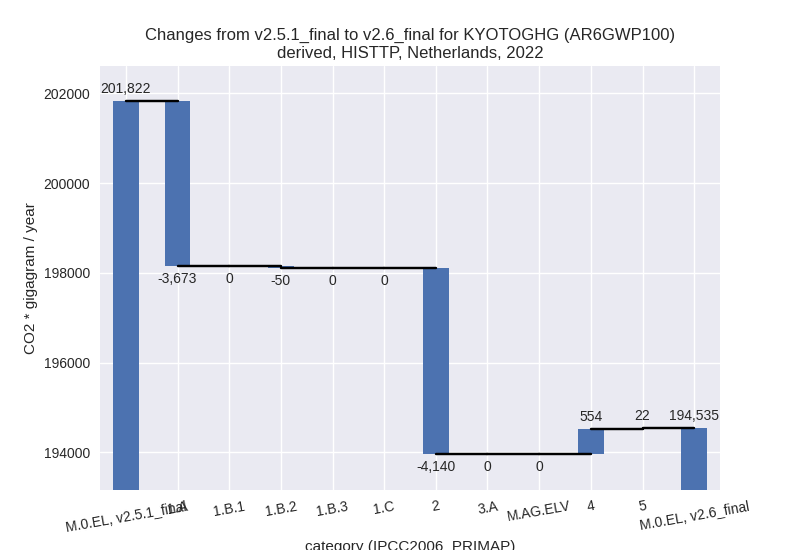 Changes from v2.5.1_final to v2.6_final for KYOTOGHG (AR6GWP100)
derived, HISTTP, Netherlands, 2022
CO2 * gigagram / year
202000
200000
198000
196000
194000
201,822
-3,673
0
-50
0
0
-4,140
0
0
554
22
194,535
M.0.EL, v2.5.1_final
1.A
1.B.1
1.B.2
1.B.3
1.C
2
3.A
M.AG.ELV
4
5
M.0.EL, v2.6_final
category (IPCC2006_PRIMAP)